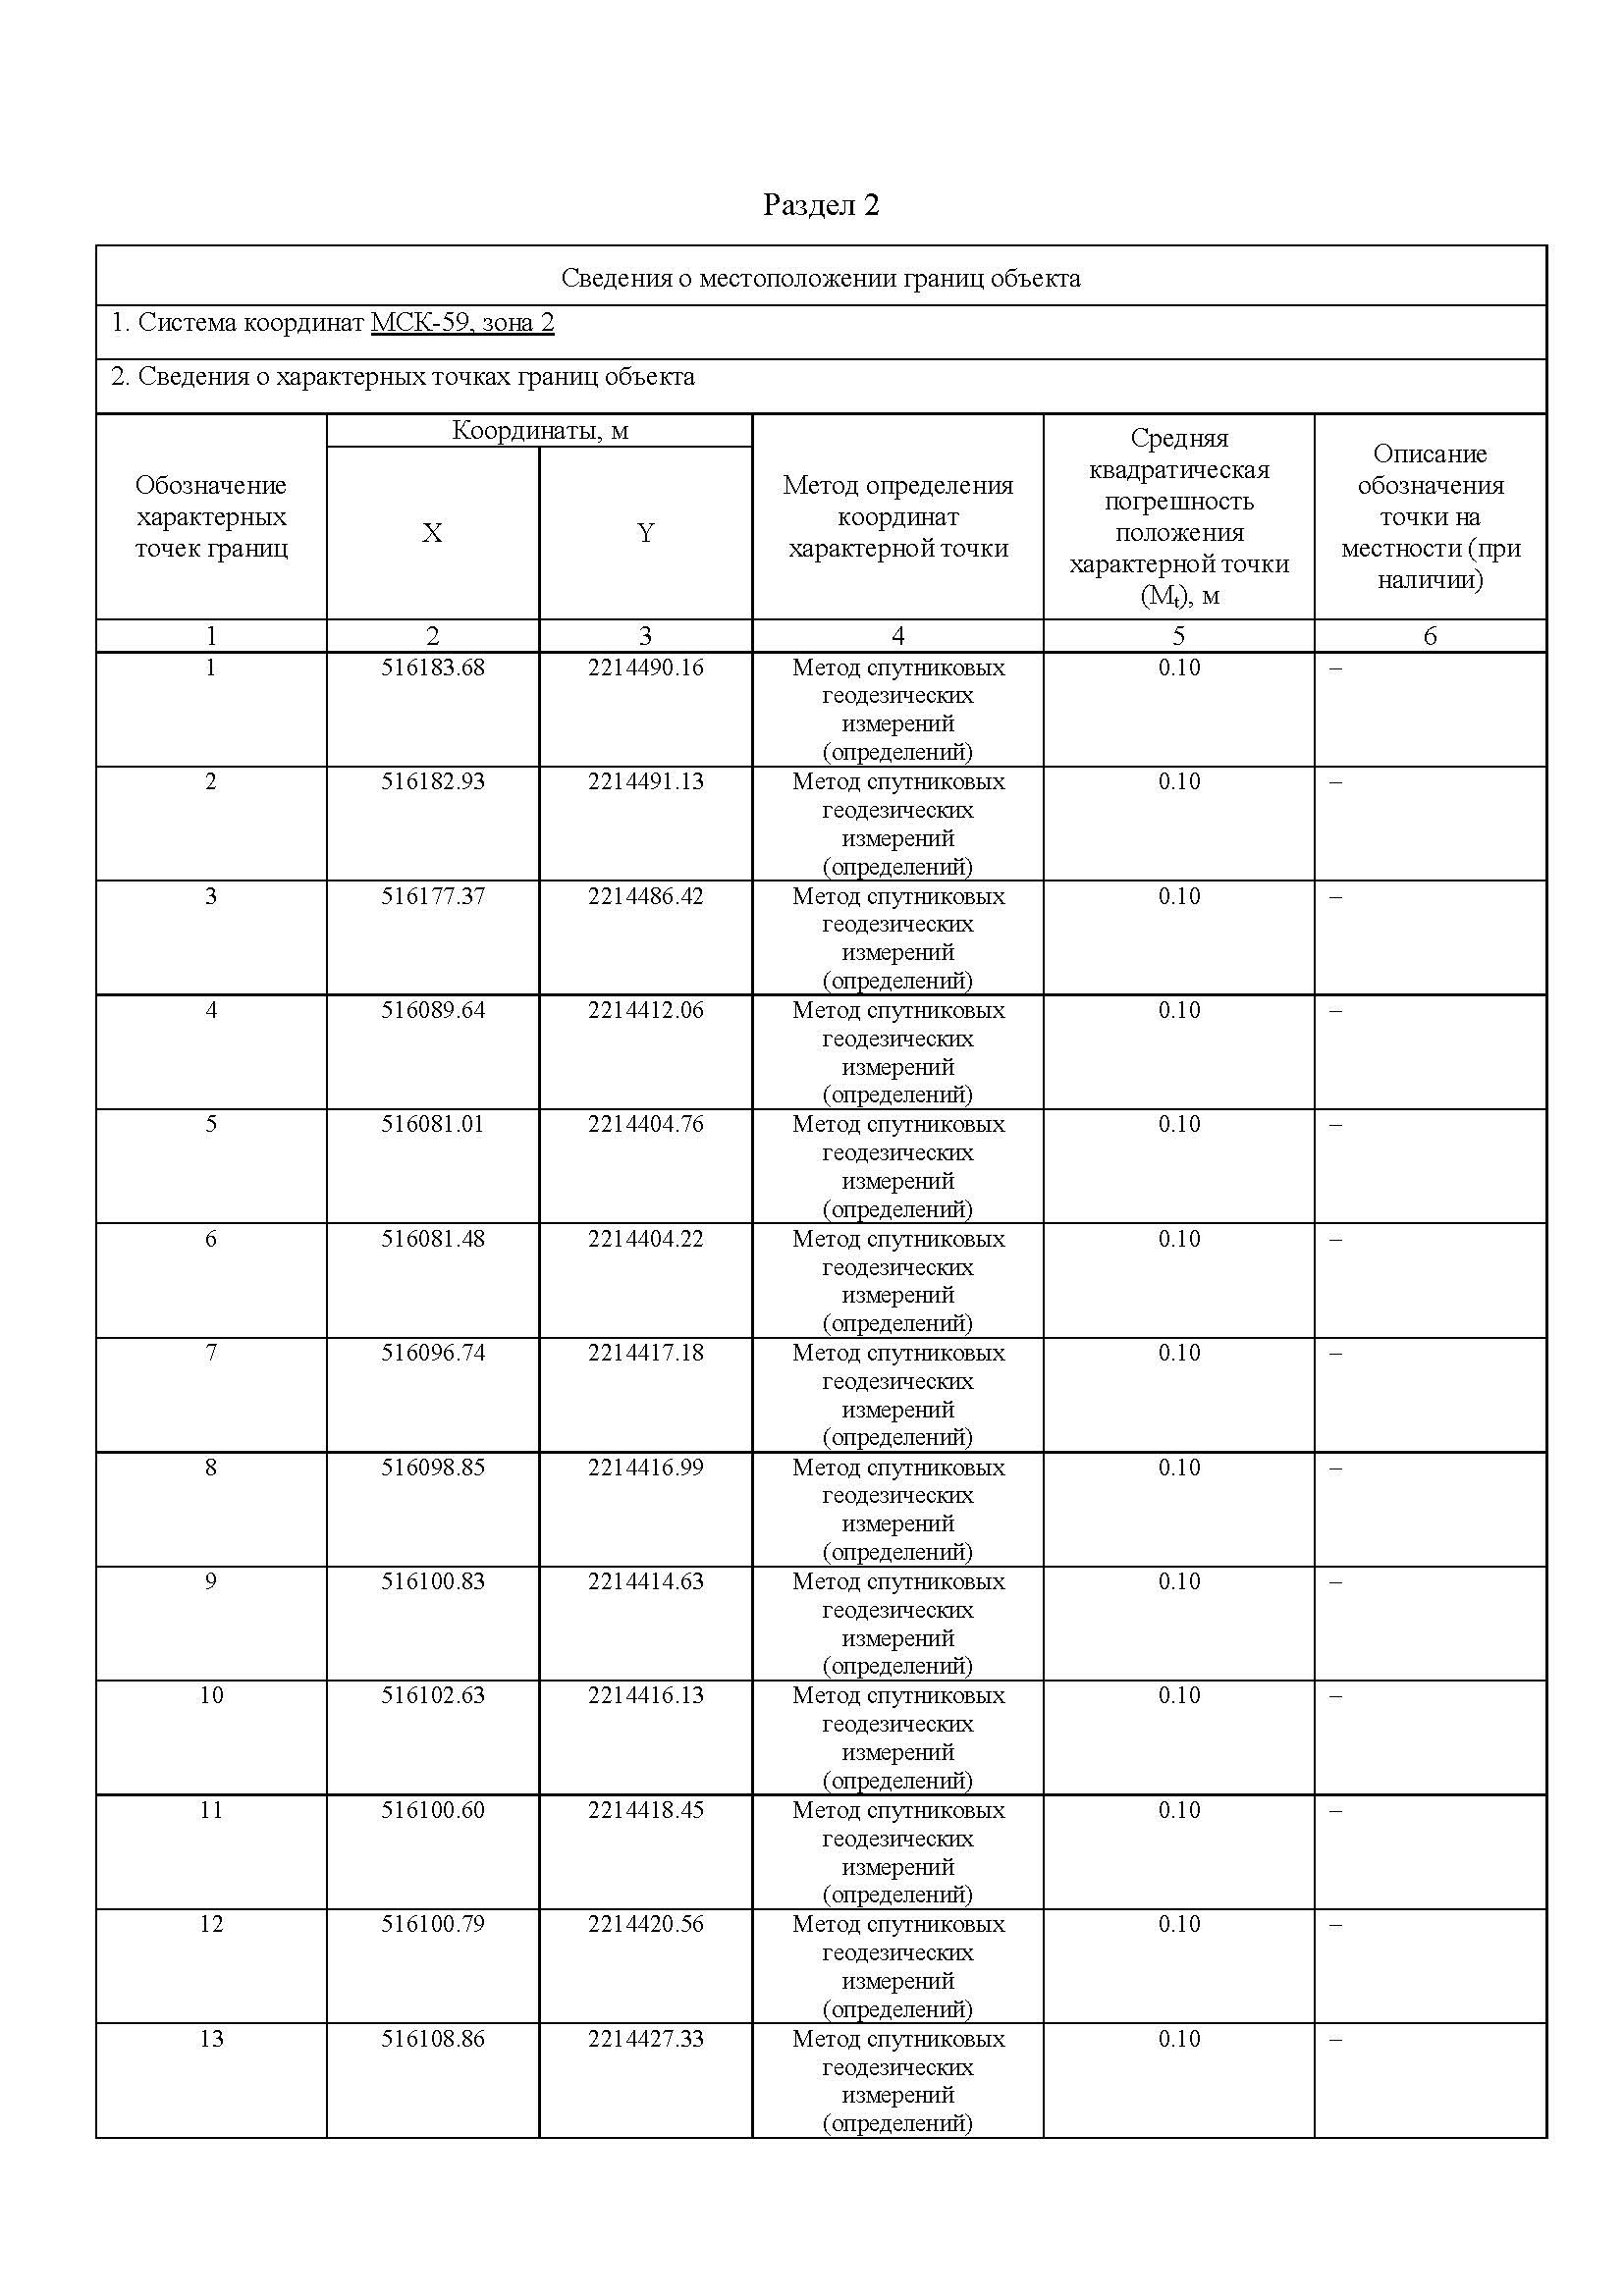 Раздел 2
Сведения о местоположении границ объекта
1. Система координат МСК-59, зона 2
2. Сведения о характерных точках границ объекта
Обозначение
характерных
точек границ
Координаты, м
X
Y
Метод определения
координат
характерной точки
Средняя
квадратическая
погрешность
положения
характерной точки
(Mt), м
Описание
обозначения
точки на
местности (при
наличии)
1 2 3 4 5 6
1 516183.68 2214490.16 Метод спутниковых 0.10 –
геодезических
измерений
(определений)
2 516182.93 2214491.13 Метод спутниковых 0.10 –
геодезических
измерений
(определений)
3 516177.37 2214486.42 Метод спутниковых 0.10 –
геодезических
измерений
(определений)
4 516089.64 2214412.06 Метод спутниковых 0.10 –
геодезических
измерений
(определений)
5 516081.01 2214404.76 Метод спутниковых 0.10 –
геодезических
измерений
(определений)
6 516081.48 2214404.22 Метод спутниковых 0.10 –
геодезических
измерений
(определений)
7 516096.74 2214417.18 Метод спутниковых 0.10 –
геодезических
измерений
(определений)
8 516098.85 2214416.99 Метод спутниковых 0.10 –
геодезических
измерений
(определений)
9 516100.83 2214414.63 Метод спутниковых 0.10 –
геодезических
измерений
(определений)
10 516102.63 2214416.13 Метод спутниковых 0.10 –
геодезических
измерений
(определений)
11 516100.60 2214418.45 Метод спутниковых 0.10 –
геодезических
измерений
(определений)
12 516100.79 2214420.56 Метод спутниковых 0.10 –
геодезических
измерений
(определений)
13 516108.86 2214427.33 Метод спутниковых 0.10 –
геодезических
измерений
(определений)